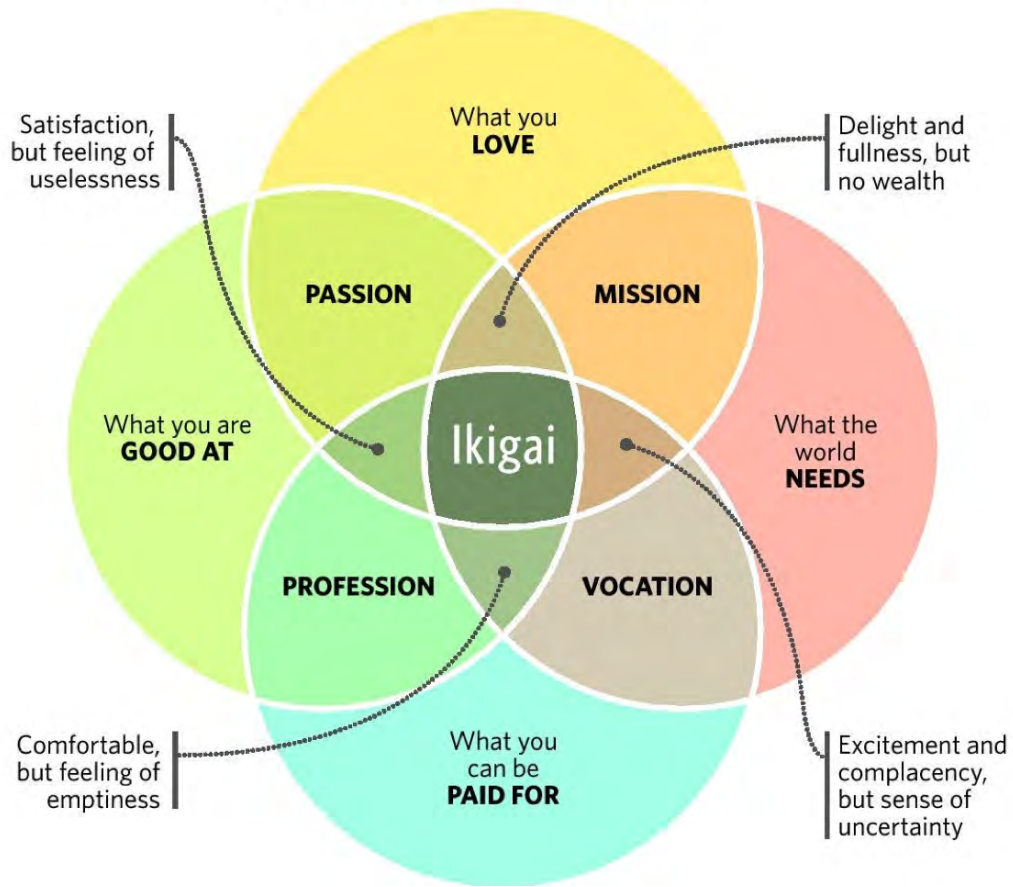 What you
LOVE
Satisfaction,
but feeling of
uselessness
Delight and
fullness, but
no wealth
PASSION
MISSION
What you are
GOOD AT
Ikigai
What the
world
NEEDS
PROFESSION
VOCATION
Comfortable,
but feeling of
emptiness
What you
can be
PAID FOR
Excitement and
complacency,
but sense of
uncertainty